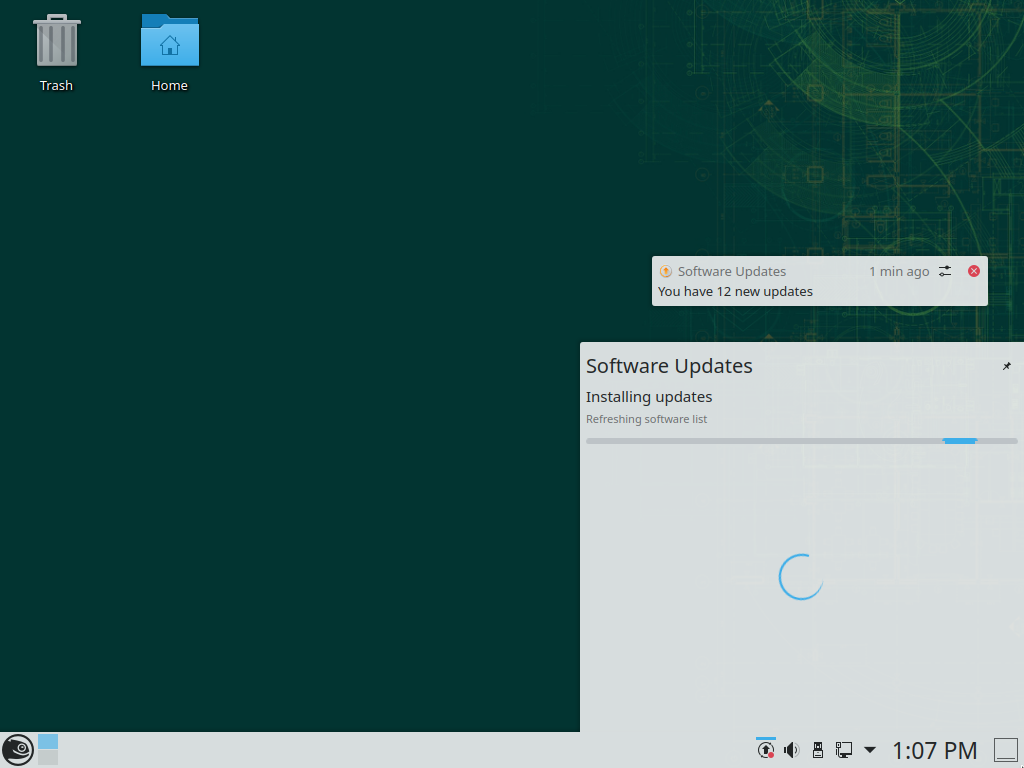 Trash
Home
Software Updates
1 min ago
You have 12 new updates
Software Updates
Installing updates
Refreshing software list
1:07 PM